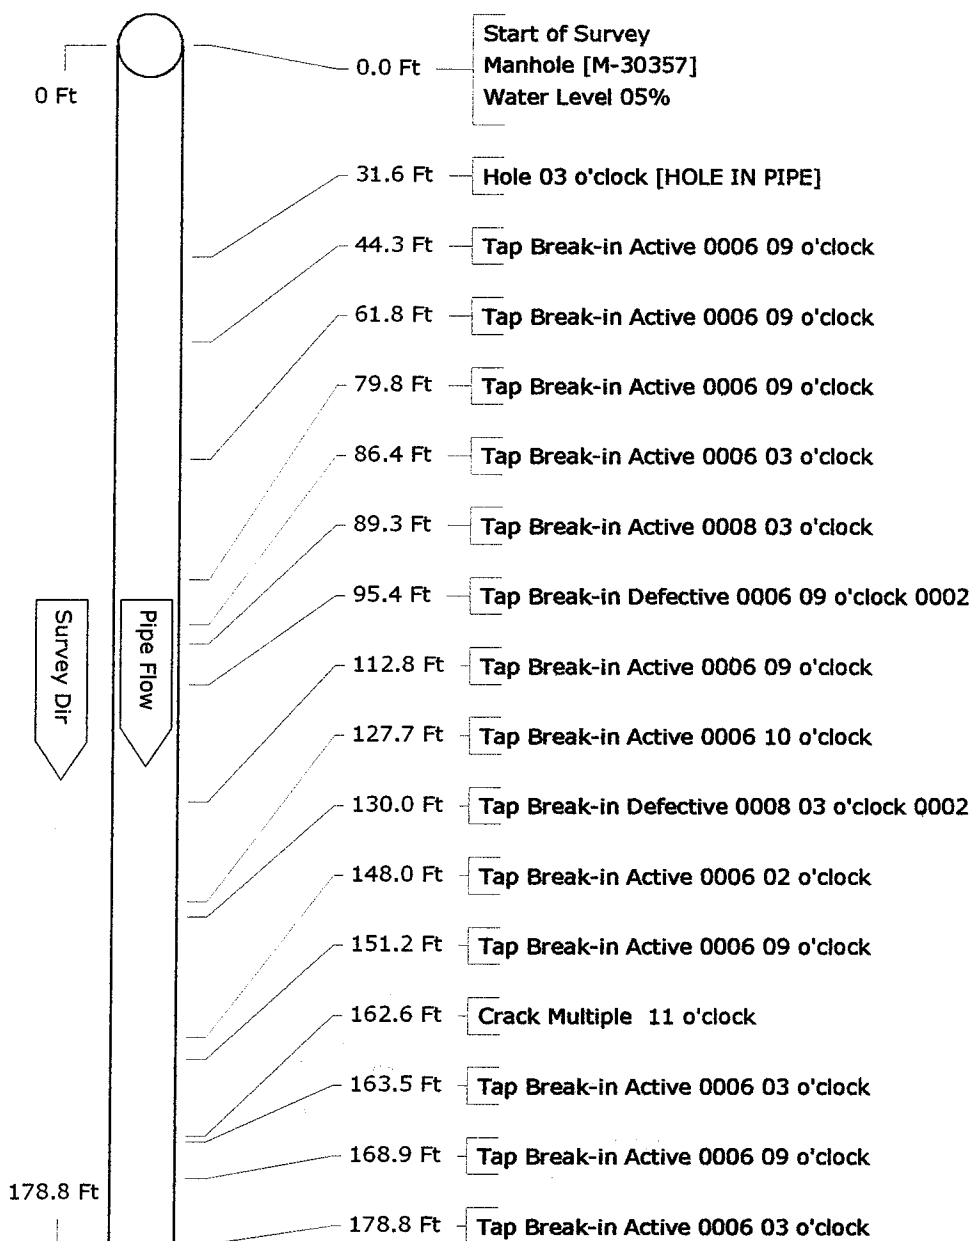 Start of Survey
0.0 Ft Manhole [M-30357]
0 Ft Water Level 05%
31.6 Ft Hole 03 o'clock [HOLE IN PIPE]
44.3 Ft Tap Break-in Active 0006 09 o'clock
61.8 Ft Tap Break-in Active 0006 09 o'clock
79.8 Ft Tap Break-in Active 0006 09 o'clock
86.4 Ft Tap Break-in Active 0006 03 o'clock
89.3 Ft Tap Break-in Active 0008 03 o'clock
95.4 Ft Tap Break-in Defective 0006 09 o'clock 0002
Survey Dir
Pipe Flow
112.8 Ft Tap Break-in Active 0006 09 o'clock
127.7 Ft Tap Break-in Active 0006 10 o'clock
130.0 Ft Tap Break-in Defective 0008 03 o'clock 0002
148.0 Ft Tap Break-in Active 0006 02 o'clock
151.2 Ft Tap Break-in Active 0006 09 o'clock
162.6 Ft Crack Multiple 11 o'clock
163.5 Ft Tap Break-in Active 0006 03 o'clock
168.9 Ft Tap Break-in Active 0006 09 o'clock
178.8 Ft
178.8 Ft Tap Break-in Active 0006 03 o'clock